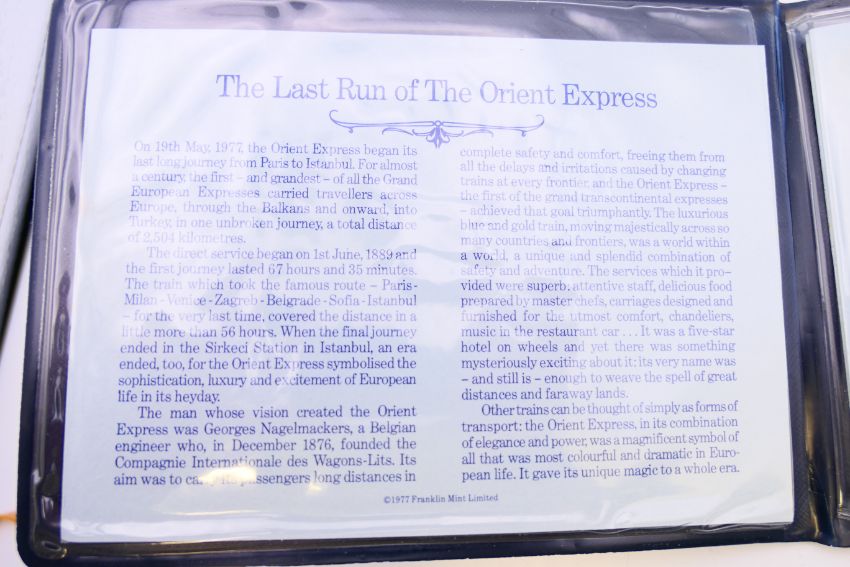 The Last Run of The Orient Express
On 19th May, 1977, the Orient Express began its
last long journey from Paris to Istanbul. For almost
a century, the first – and grandest – of all the Grand
European Expresses carried travellers across
Europe, through the Balkans and onward, into
Turkey, in one unbroken journey, a total distance
of 2,504 kilometres.
The direct service began on 1st June, 1889 and
the first journey lasted 67 hours and 35 minutes.
The train which took the famous route – Paris-
Milan - Venice - Zagreb - Belgrade - Sofia - Istanbul
– for the very last time, covered the distance in a
little more than 56 hours. When the final journey
ended in the Sirkeci Station in Istanbul, an era
ended, too, for the Orient Express symbolised the
sophistication, luxury and excitement of European
life in its heyday.
The man whose vision created the Orient
Express was Georges Nagelmackers, a Belgian
engineer who, in December 1876, founded the
Compagnie Internationale des Wagons-Lits. Its
aim was to carry its passengers long distances in
complete safety and comfort, freeing them from
all the delays and irritations caused by changing
trains at every frontier, and the Orient Express –
the first of the grand transcontinental expresses
– achieved that goal triumphantly. The luxurious
blue and gold train, moving majestically across so
many countries and frontiers, was a world within
a world, a unique and splendid combination of
safety and adventure. The services which it pro-
vided were superb: attentive staff, delicious food
prepared by master chefs, carriages designed and
furnished for the utmost comfort, chandeliers,
music in the restaurant car . . . It was a five-star
hotel on wheels and yet there was something
mysteriously exciting about it: its very name was
– and still is – enough to weave the spell of great
distances and faraway lands.
Other trains can be thought of simply as forms of
transport: the Orient Express, in its combination
of elegance and power, was a magnificent symbol of
all that was most colourful and dramatic in Euro-
pean life. It gave its unique magic to a whole era.
©1977 Franklin Mint Limited